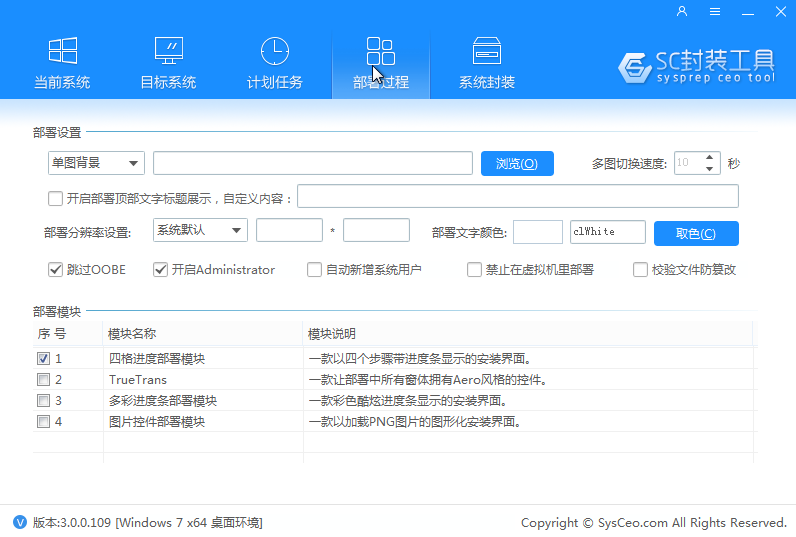 当前系统 目标系统 计划任务 部署过程 系统封装
SC封装工具
sysprep ceo tool
部署设置
单图背景 浏览(O) 多图切换速度: 10 秒
开启部署顶部文字标题展示，自定义内容：
部署分辨率设置: 系统默认 * 部署文字颜色: clWhite 取色(C)
跳过OOBE 开启Administrator 自动新增系统用户 禁止在虚拟机里部署 校验文件防篡改
部署模块
序 号 模块名称 模块说明
1 四格进度部署模块 一款以四个步骤带进度条显示的安装界面。
2 TrueTrans 一款让部署中所有窗体拥有Aero风格的控件。
3 多彩进度条部署模块 一款彩色酷炫进度条显示的安装界面。
4 图片控件部署模块 一款以加载PNG图片的图形化安装界面。
V 版本:3.0.0.109 [Windows 7 x64 桌面环境] Copyright © SysCeo.com All Rights Reserved.